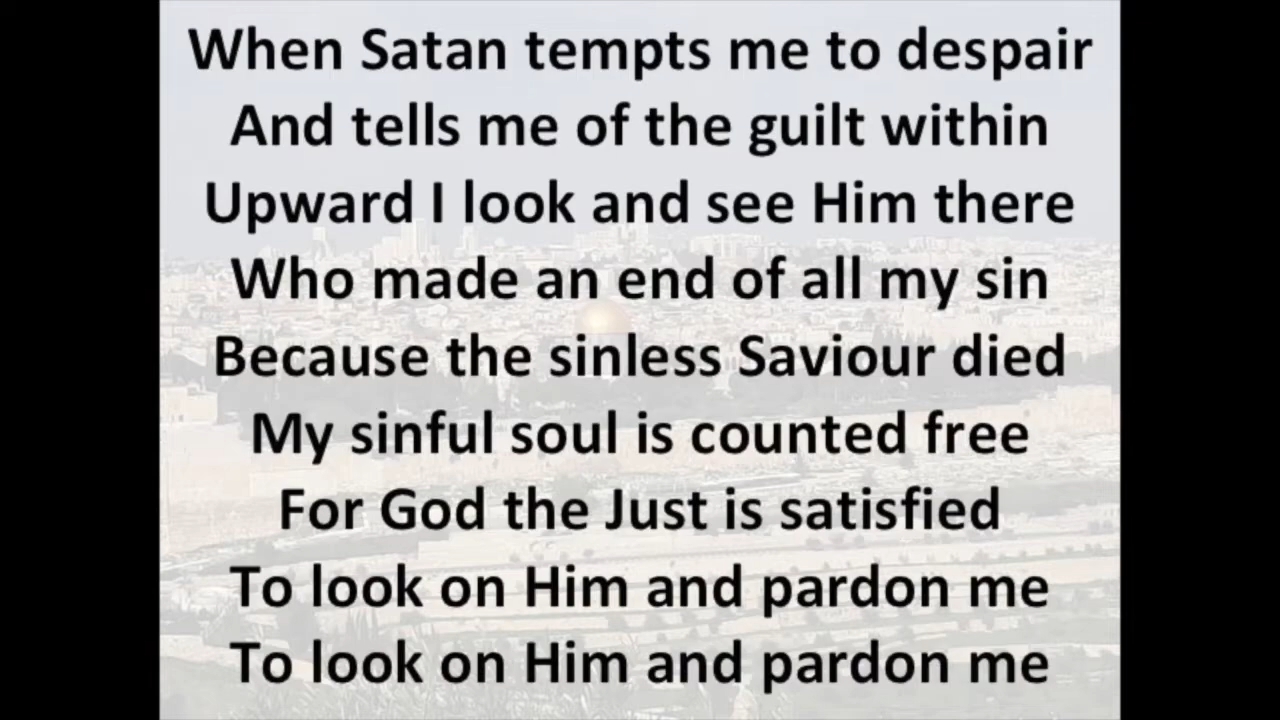 When Satan tempts me to despair
And tells me of the guilt within
Upward I look and see Him there
Who made an end of all my sin
Because the sinless Saviour died
My sinful soul is counted free
For God the Just is satisfied
To look on Him and pardon me
To look on Him and pardon me